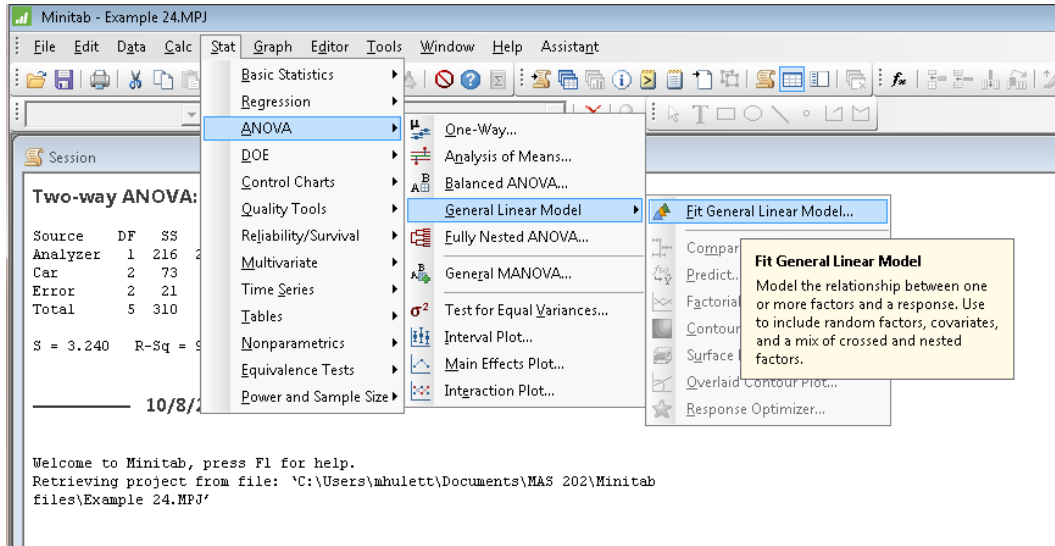 Minitab - Example 24.MPJ
File Edit Data Calc Stat Graph Editor Tools Window Help Assistant
Session
Two-way ANOVA:
Source DF SS
Analyzer 1 216 2
Car 2 73
Error 2 21
Total 5 310
S = 3.240 R-Sq = 9
10/8/2
Welcome to Minitab, press F1 for help.
Retrieving project from file: 'C:\Users\mhulett\Documents\MAS 202\Minitab
files\Example 24.MPJ'
Basic Statistics
Regression
ANOVA
DOE
Control Charts
Quality Tools
Reliability/Survival
Multivariate
Time Series
Tables
Nonparametrics
Equivalence Tests
Power and Sample Size
One-Way...
Analysis of Means...
Balanced ANOVA...
General Linear Model
Fully Nested ANOVA...
General MANOVA...
Test for Equal Variances...
Interval Plot...
Main Effects Plot...
Interaction Plot...
Fit General Linear Model...
Compar
Predict..
Factorial
Contour
Surface
Overlaid Contour Plot...
Response Optimizer...
Fit General Linear Model
Model the relationship between one
or more factors and a response. Use
to include random factors, covariates,
and a mix of crossed and nested
factors.